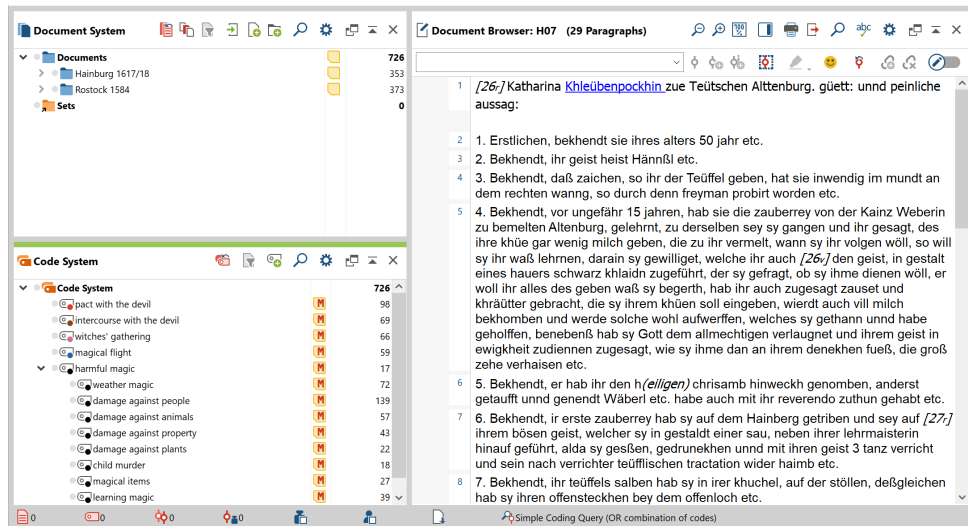 Document System
Documents 726
Hainburg 1617/18 353
Rostock 1584 373
Sets 0
Code System
Code System 726
pact with the devil M 98
intercourse with the devil M 69
witches' gathering M 66
magical flight M 59
harmful magic M 17
weather magic M 72
damage against people M 139
damage against animals M 57
damage against property M 43
damage against plants M 22
child murder M 18
magical items M 27
learning magic M 39
Document Browser: H07 (29 Paragraphs)
1 [26r] Katharina Khleübenpockhin zue Teütschen Alttenburg. güett: unnd peinliche
aussag:
2 1. Erstlichen, bekhendt sie ihres alters 50 jahr etc.
3 2. Bekhendt, ihr geist heist Hännßl etc.
4 3. Bekhendt, daß zaichen, so ihr der Teüffel geben, hat sie inwendig im mundt an
dem rechten wanng, so durch denn freyman probirt worden etc.
5 4. Bekhendt, vor ungefähr 15 jahren, hab sie die zauberrey von der Kainz Weberin
zu bemelten Altenburg, gelehrnt, zu derselben sey sy gangen und ihr gesagt, des
ihre khüe gar wenig milch geben, die zu ihr vermelt, wann sy ihr volgen wöll, so will
sy ihr waß lehrnen, darain sy gewilliget, welche ihr auch [26v] den geist, in gestalt
eines hauers schwarz khlaidn zugeführt, der sy gefragt, ob sy ihme dienen wöll, er
woll ihr alles des geben waß sy begerth, hab ihr auch zugesagt zauset und
khräütter gebracht, die sy ihrem khüen soll eingeben, wierdt auch vill milch
bekhomben und werde solche wohl aufwerffen, welches sy gethann unnd habe
geholffen, benebenß hab sy Gott dem allmechtigen verlaugnet und ihrem geist in
ewigkheit zudiennen zugesagt, wie sy ihme dan an ihrem denekhen fueß, die groß
zehe verhaisen etc.
6 5. Bekhendt, er hab ihr den h(eiligen) chrisamb hinweckh genomben, anderst
getaufft unnd genendt Wäberl etc. habe auch mit ihr reverendo zuthun gehabt etc.
7 6. Bekhendt, ir erste zauberrey hab sy auf dem Hainberg getriben und sey auf [27r]
ihrem bösen geist, welcher sy in gestaldt einer sau, neben ihrer lehrmaisterin
hinauf geführt, alda sy gesßen, gedrunekhen unnd mit ihren geist 3 tanz verricht
und sein nach verrichter teüfflischen tractation wider haimb etc.
8 7. Bekhendt, ihr teüffels salben hab sy in irer khuchel, auf der stöllen, deßgleichen
hab sy ihren offensteckhen bey dem offenloch etc.
0 0 0 0
Simple Coding Query (OR combination of codes)